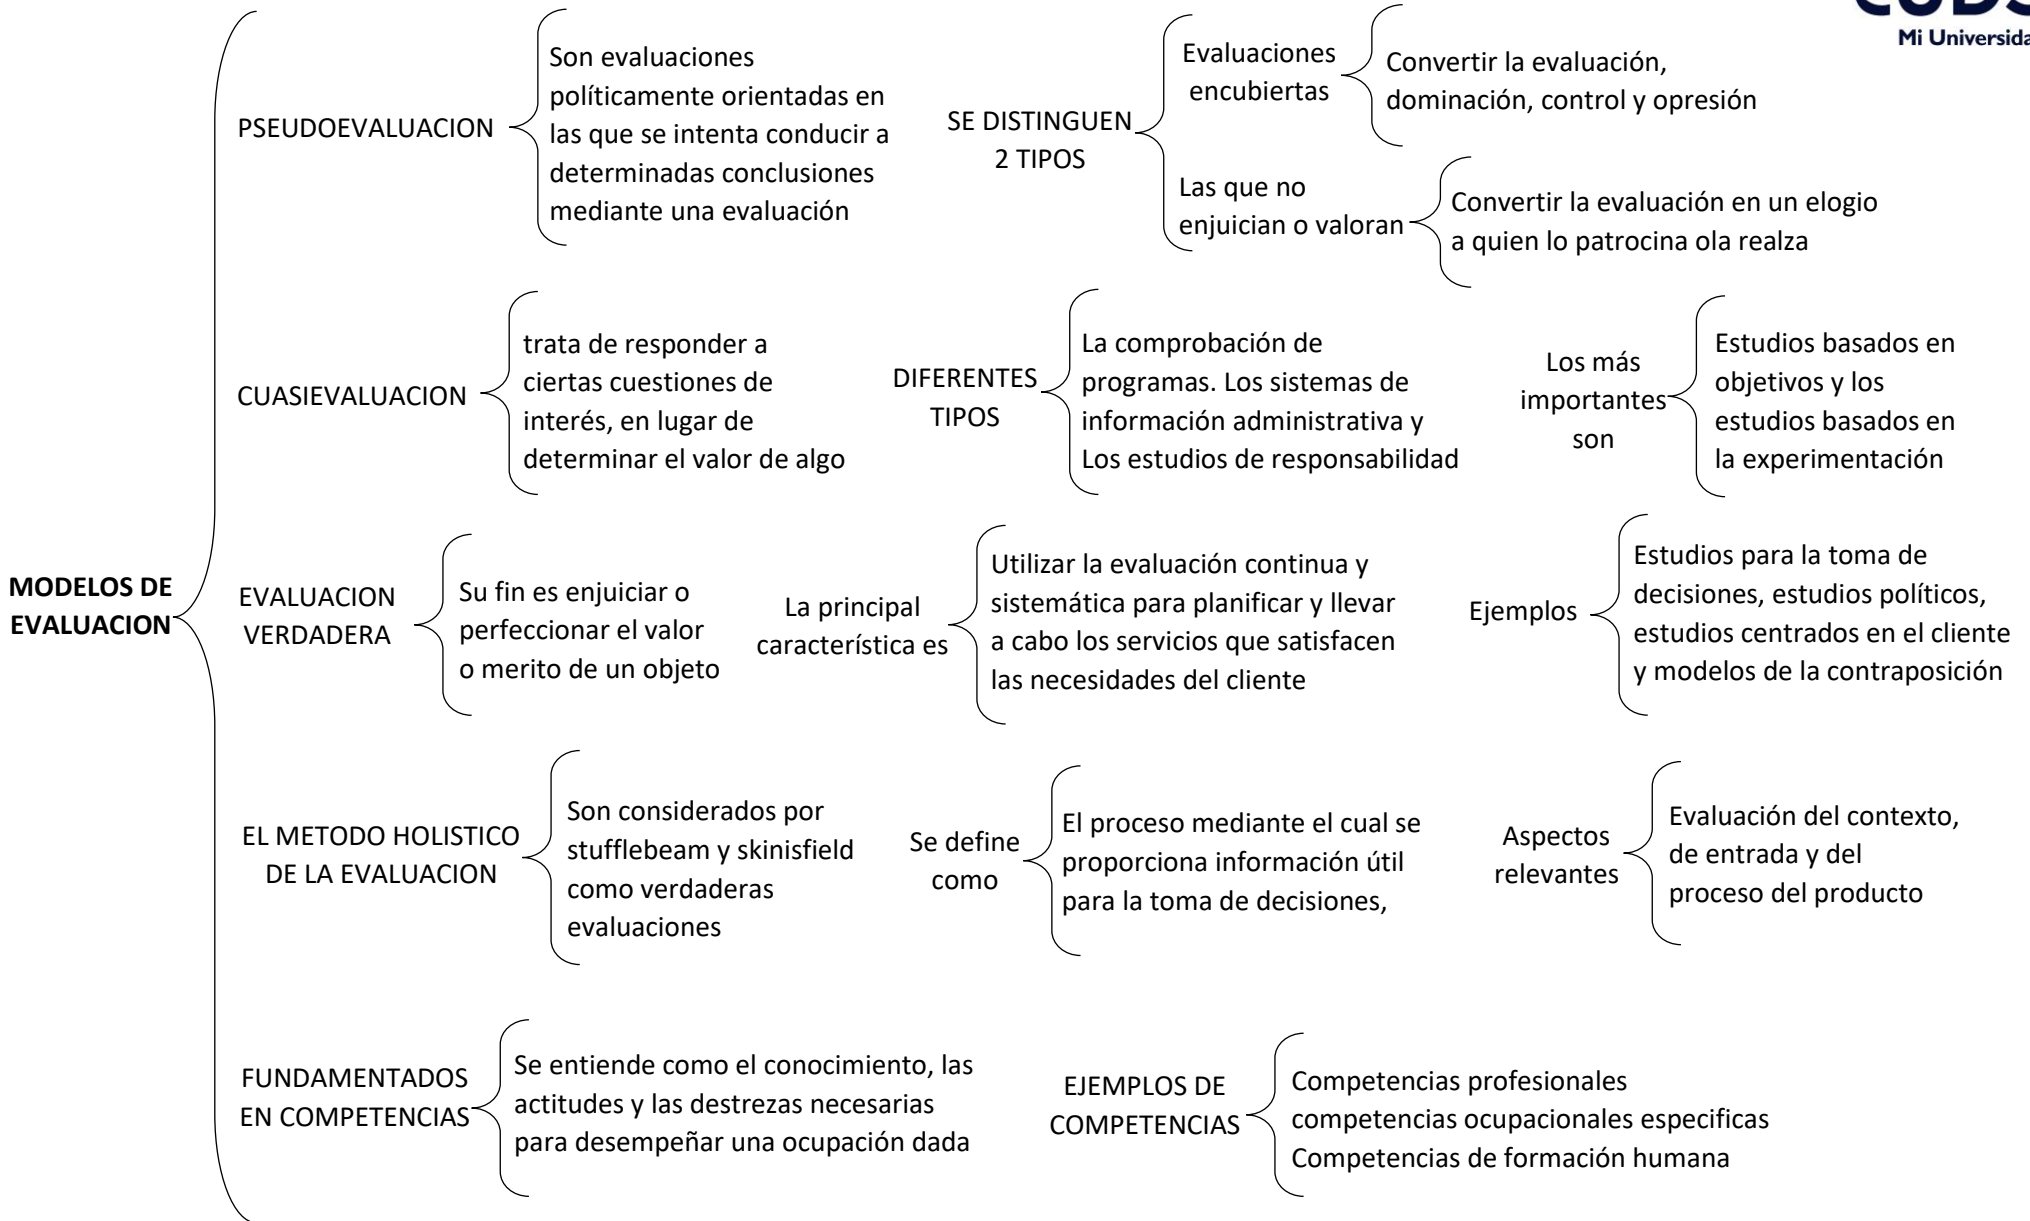 Mi Universida
MODELOS DE
EVALUACION
PSEUDOEVALUACION
Son evaluaciones
políticamente orientadas en
las que se intenta conducir a
determinadas conclusiones
mediante una evaluación
SE DISTINGUEN
2 TIPOS
Evaluaciones
encubiertas
Convertir la evaluación,
dominación, control y opresión
Las que no
enjuician o valoran
Convertir la evaluación en un elogio
a quien lo patrocina ola realza
CUASIEVALUACION
trata de responder a
ciertas cuestiones de
interés, en lugar de
determinar el valor de algo
DIFERENTES
TIPOS
La comprobación de
programas. Los sistemas de
información administrativa y
Los estudios de responsabilidad
Los más
importantes
son
Estudios basados en
objetivos y los
estudios basados en
la experimentación
EVALUACION
VERDADERA
Su fin es enjuiciar o
perfeccionar el valor
o merito de un objeto
La principal
característica es
Utilizar la evaluación continua y
sistemática para planificar y llevar
a cabo los servicios que satisfacen
las necesidades del cliente
Ejemplos
Estudios para la toma de
decisiones, estudios políticos,
estudios centrados en el cliente
y modelos de la contraposición
EL METODO HOLISTICO
DE LA EVALUACION
Son considerados por
stufflebeam y skinisfield
como verdaderas
evaluaciones
Se define
como
El proceso mediante el cual se
proporciona información útil
para la toma de decisiones,
Aspectos
relevantes
Evaluación del contexto,
de entrada y del
proceso del producto
FUNDAMENTADOS
EN COMPETENCIAS
Se entiende como el conocimiento, las
actitudes y las destrezas necesarias
para desempeñar una ocupación dada
EJEMPLOS DE
COMPETENCIAS
Competencias profesionales
competencias ocupacionales especificas
Competencias de formación humana